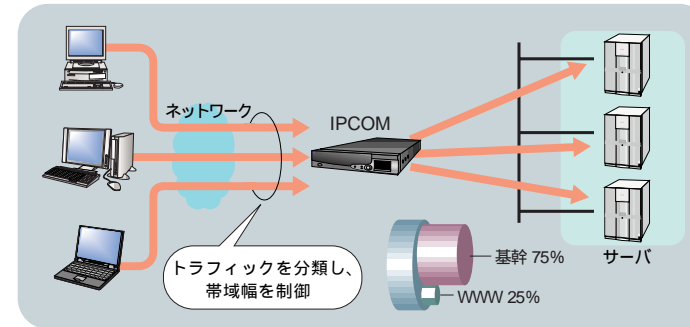 ネットワーク
IPCOM
トラフィックを分類し、
帯域幅を制御
基幹 75%
WWW 25%
サーバ